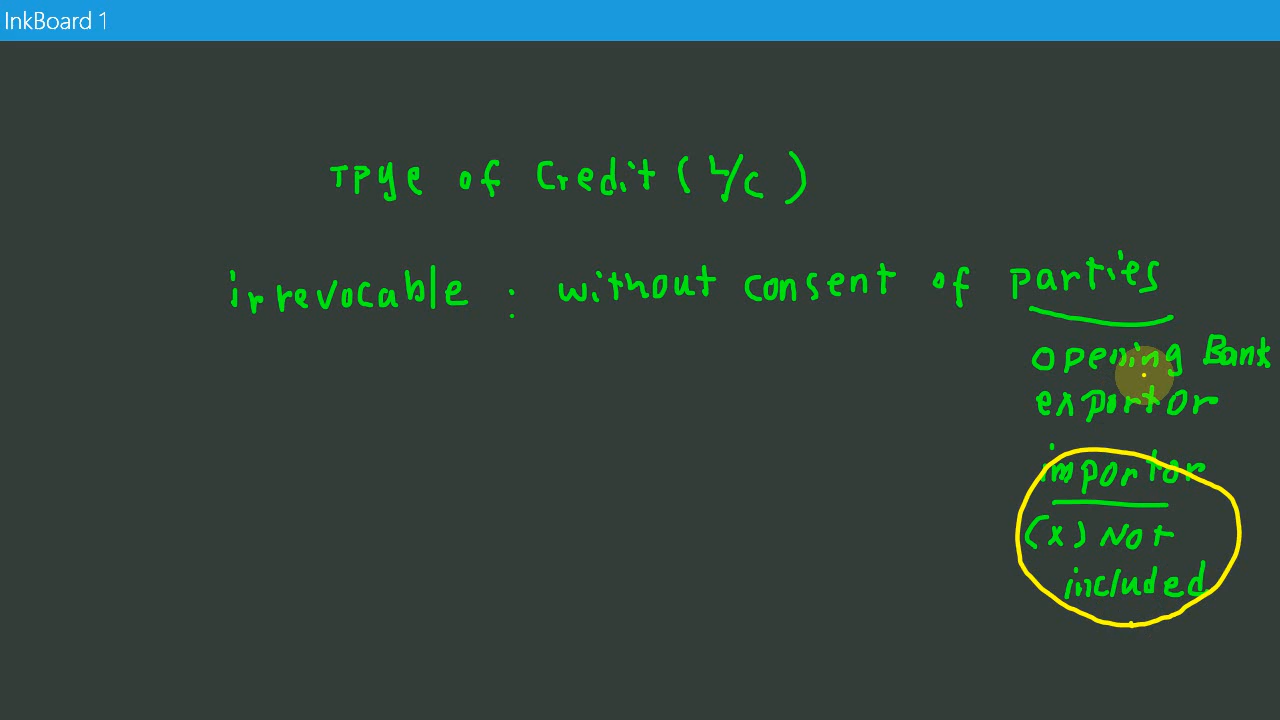 InkBoard 1
TPye of Credit ( L/C )
irrevocable : without consent of parties
opening Bank
exportor
importor
(x) Not
included